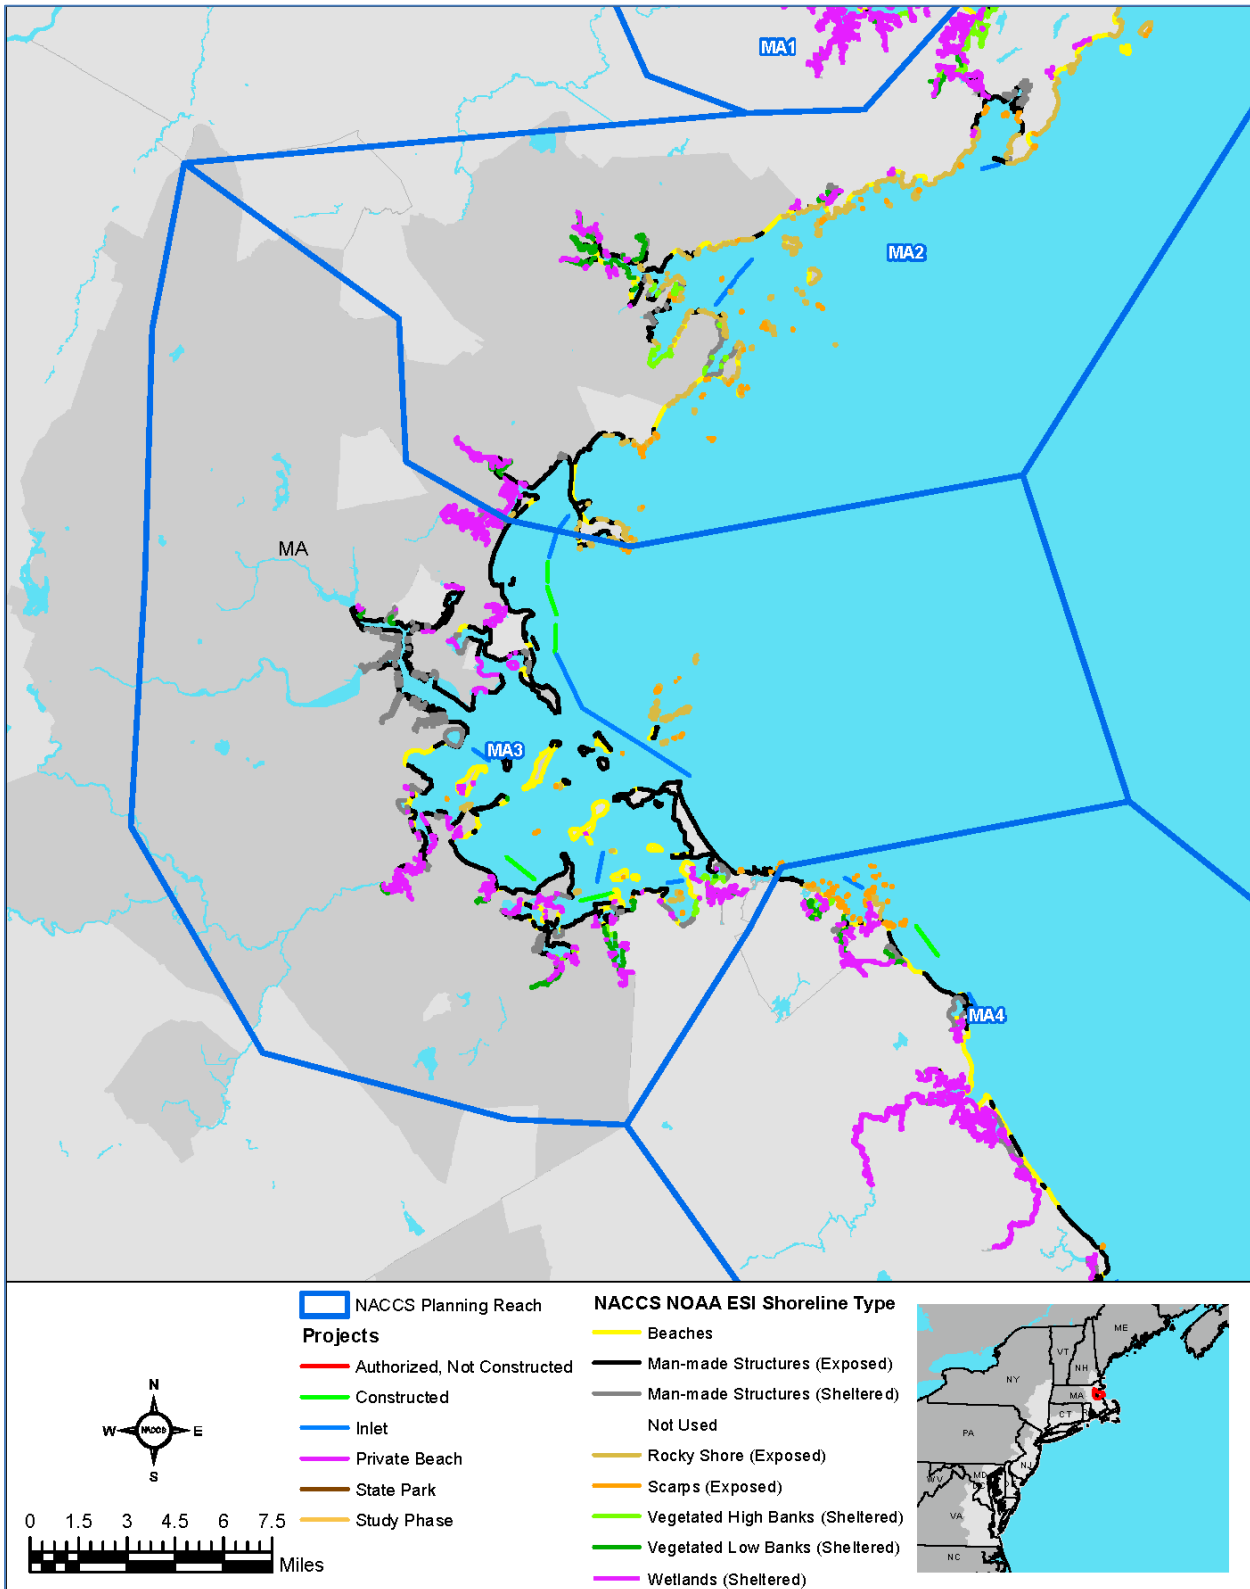 MA1
MA2
MA
MA3
MA4
NACCS Planning Reach
Projects
Authorized, Not Constructed
Constructed
Inlet
Private Beach
State Park
Study Phase
NACCS NOAA ESI Shoreline Type
Beaches
Man-made Structures (Exposed)
Man-made Structures (Sheltered)
Not Used
Rocky Shore (Exposed)
Scarps (Exposed)
Vegetated High Banks (Sheltered)
Vegetated Low Banks (Sheltered)
Wetlands (Sheltered)
N
W NACCS E
S
0 1.5 3 4.5 6 7.5
Miles
ME
VT
NH
NY
MA
CT
PA
NJ
MD
WV
VA
NC